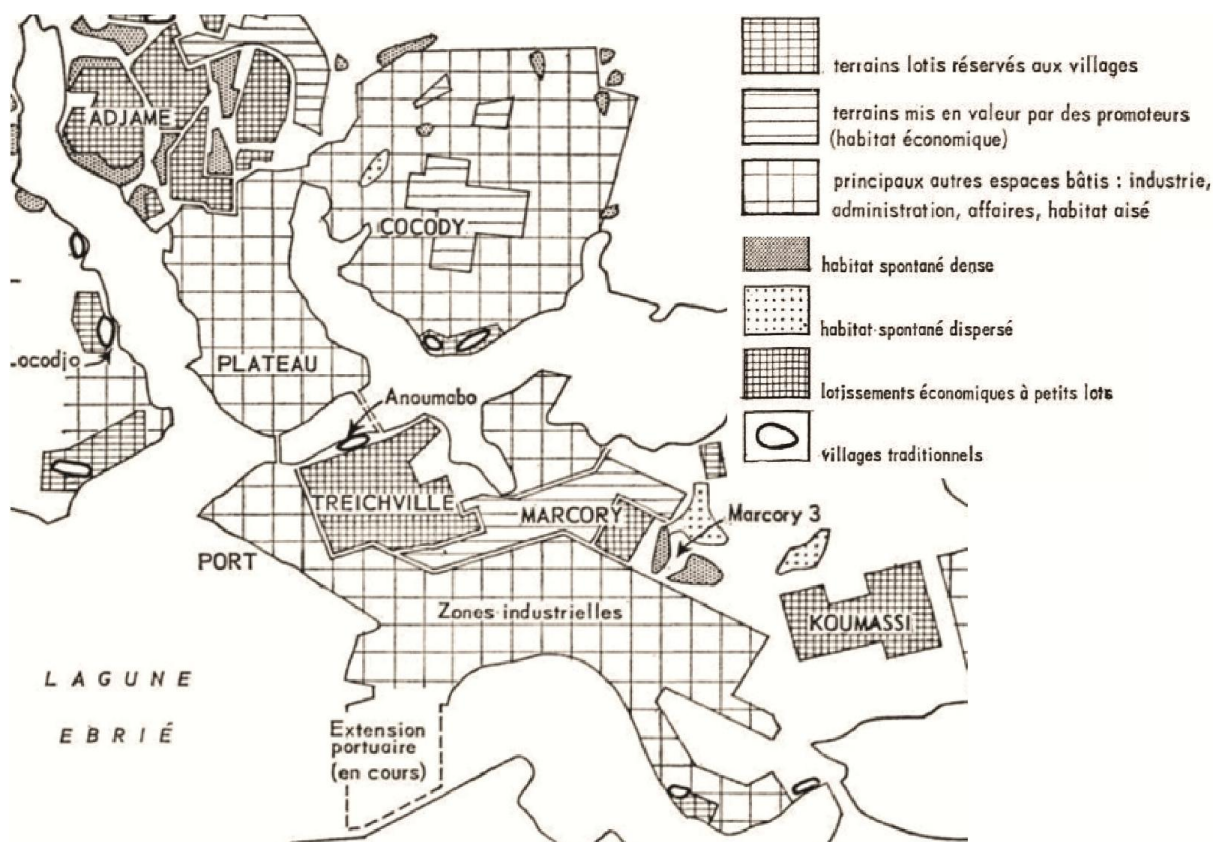 ADJAME
COCODY
PLATEAU
Locodjo
Anoumabo
TREICHVILLE
MARCORY
Marcory 3
PORT
KOUMASSI
Zones industrielles
LAGUNE
EBRIÉ
Extension
portuaire
(en cours)
terrains lotis réservés aux villages
terrains mis en valeur par des promoteurs
(habitat économique)
principaux autres espaces bâtis : industrie,
administration, affaires, habitat aisé
habitat spontané dense
habitat spontané dispersé
lotissements économiques à petits lots
villages traditionnels